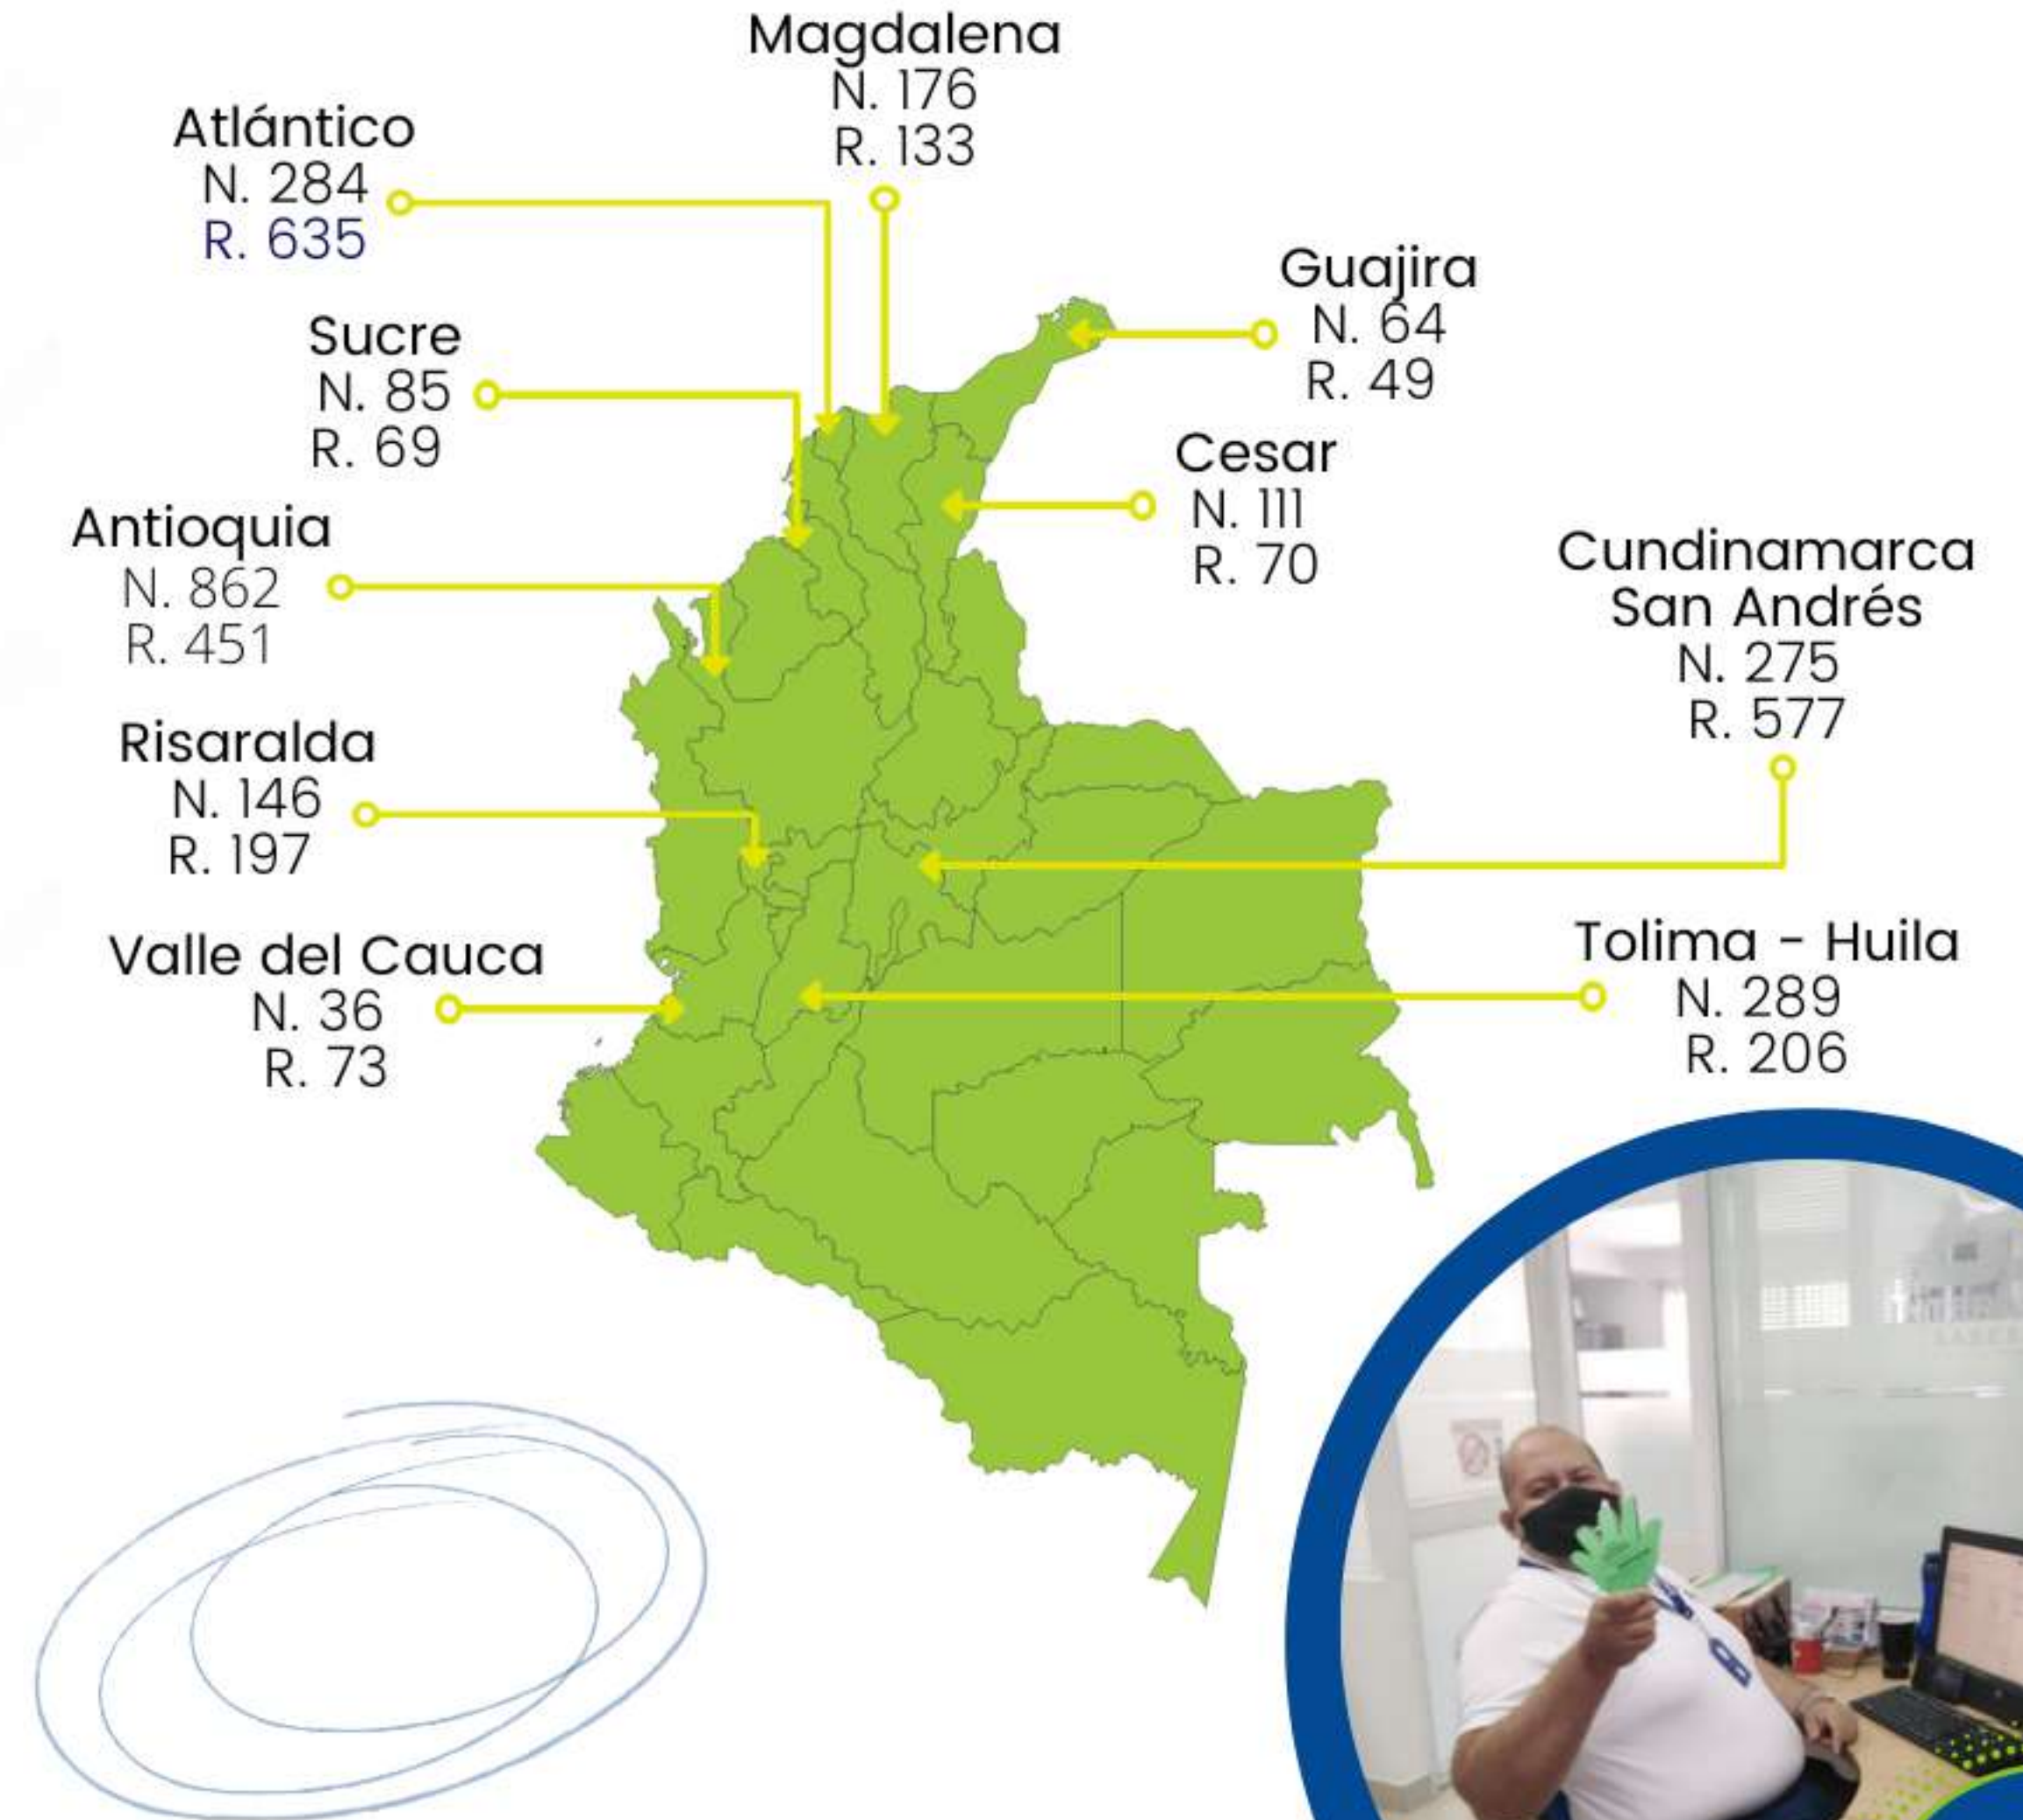 Magdalena
N. 176
R. 133
Atlántico
N. 284
R. 635
Guajira
N. 64
R. 49
Sucre
N. 85
R. 69
Cesar
N. 111
R. 70
Antioquia
N. 862
R. 451
Cundinamarca
San Andrés
N. 275
R. 577
Risaralda
N. 146
R. 197
Valle del Cauca
N. 36
R. 73
Tolima - Huila
N. 289
R. 206